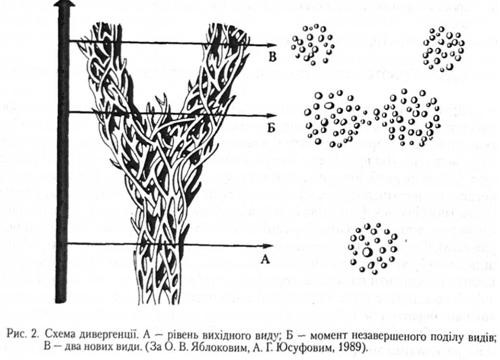 В
Б
А
Рис. 2. Схема дивергенції. А — рівень вихідного виду; Б — момент незавершеного поділу видів;
В — два нових види. (За О. В. Яблоковим, А. Г. Юсуфовим, 1989).